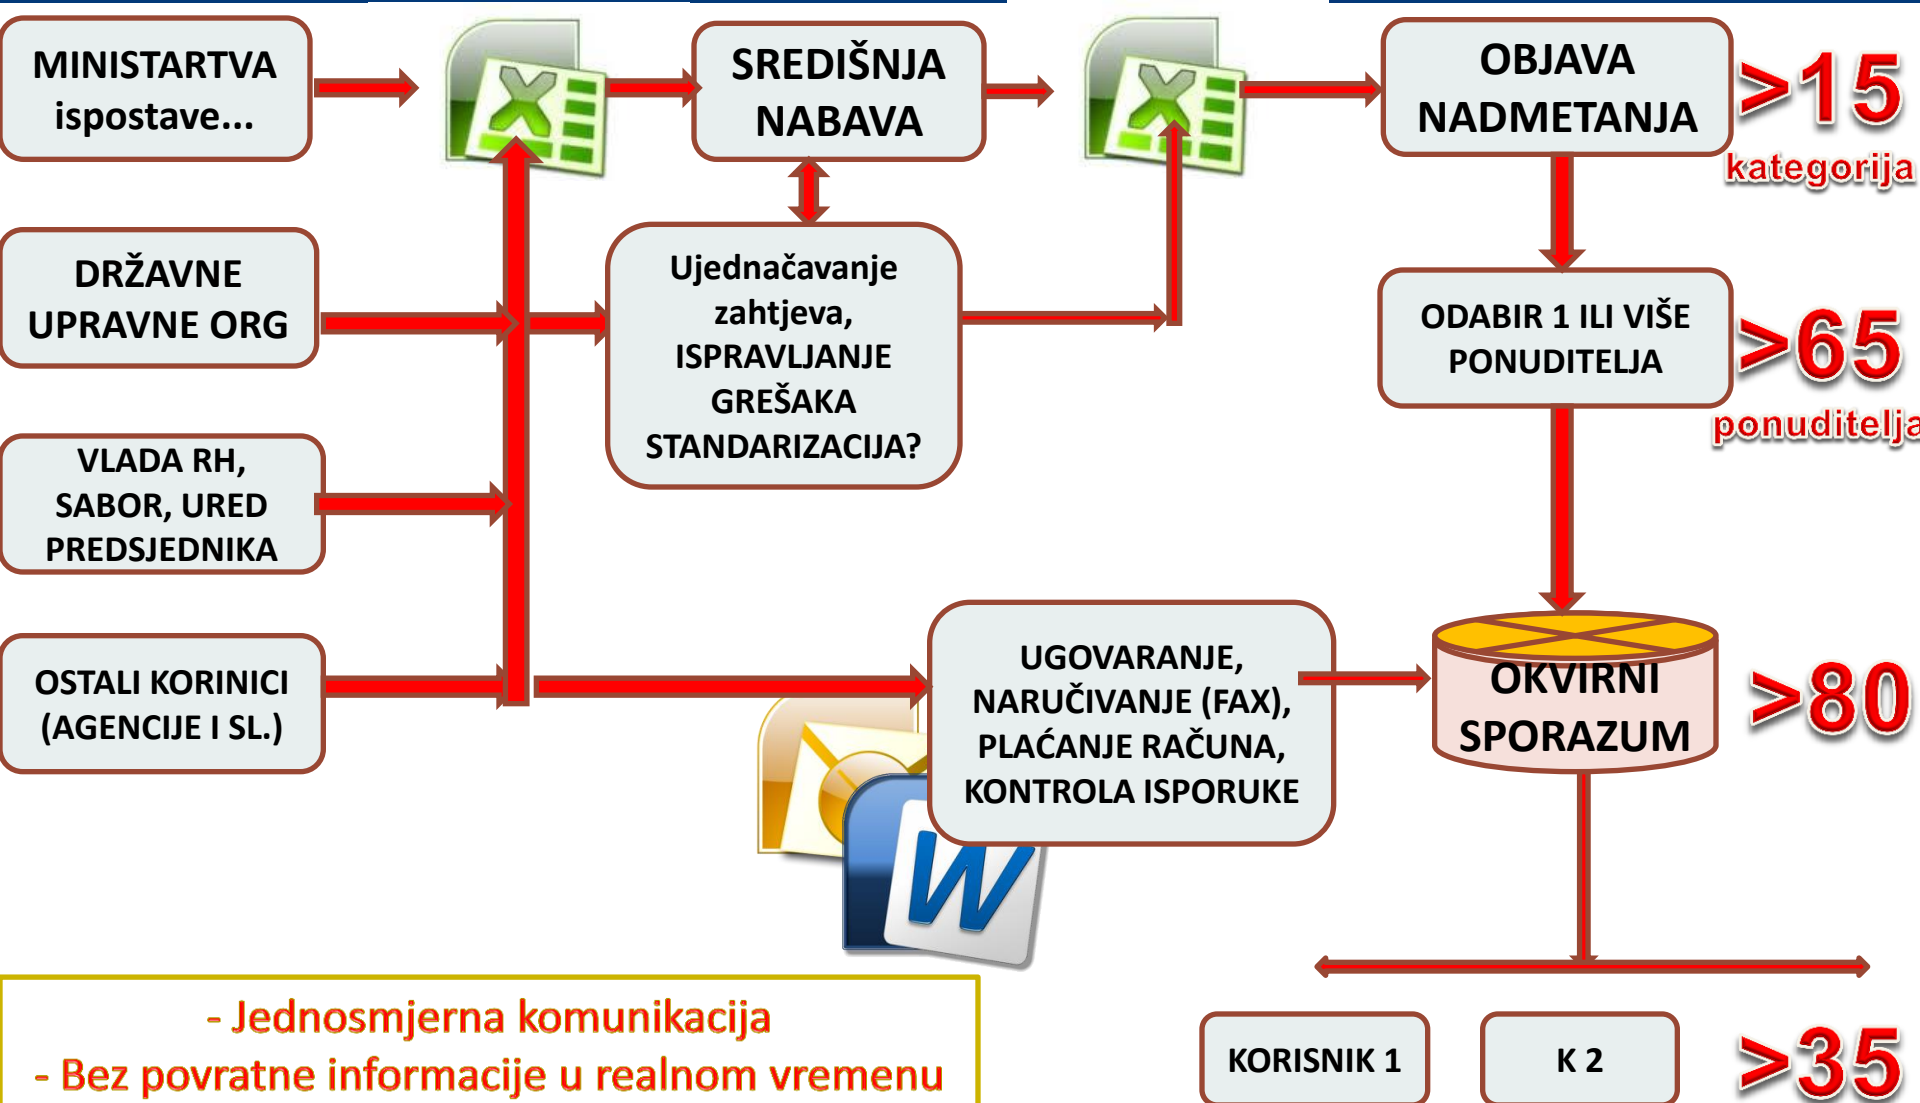 MINISTARTVA
ispostave...
SREDIŠNJA
NABAVA
OBJAVA
NADMETANJA
>15
kategorija
DRŽAVNE
UPRAVNE ORG
Ujednačavanje
zahtjeva,
ISPRAVLJANJE
GREŠAKA
STANDARIZACIJA?
ODABIR 1 ILI VIŠE
PONUDITELJA
>65
ponuditelja
VLADA RH,
SABOR, URED
PREDSJEDNIKA
OSTALI KORINICI
(AGENCIJE I SL.)
UGOVARANJE,
NARUČIVANJE (FAX),
PLAĆANJE RAČUNA,
KONTROLA ISPORUKE
OKVIRNI
SPORAZUM
>80
W
- Jednosmjerna komunikacija
- Bez povratne informacije u realnom vremenu
KORISNIK 1
K 2
>35